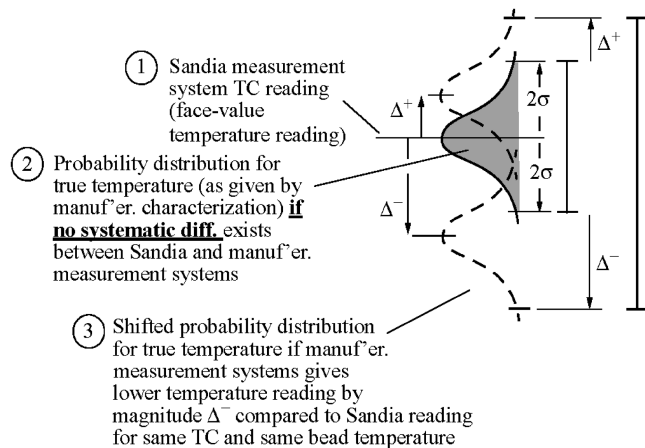 Δ+
1 Sandia measurement
system TC reading
(face-value
temperature reading)
Δ+
2σ
2 Probability distribution for
true temperature (as given by
manuf’er. characterization) if
no systematic diff. exists
between Sandia and manuf’er.
measurement systems
2σ
Δ−
Δ−
3 Shifted probability distribution
for true temperature if manuf’er.
measurement systems gives
lower temperature reading by
magnitude Δ− compared to Sandia reading
for same TC and same bead temperature